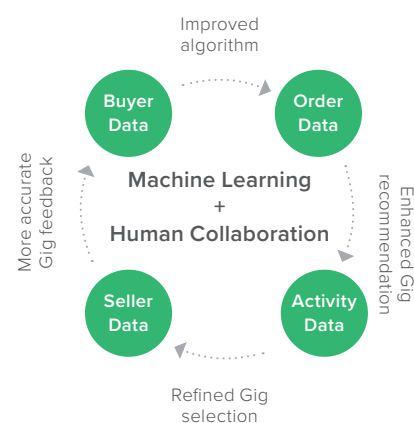 Improved
algorithm
Buyer
Data
Order
Data
More accurate
Gig feedback
Machine Learning
+
Human Collaboration
Enhanced Gig
recommendation
Seller
Data
Activity
Data
Refined Gig
selection